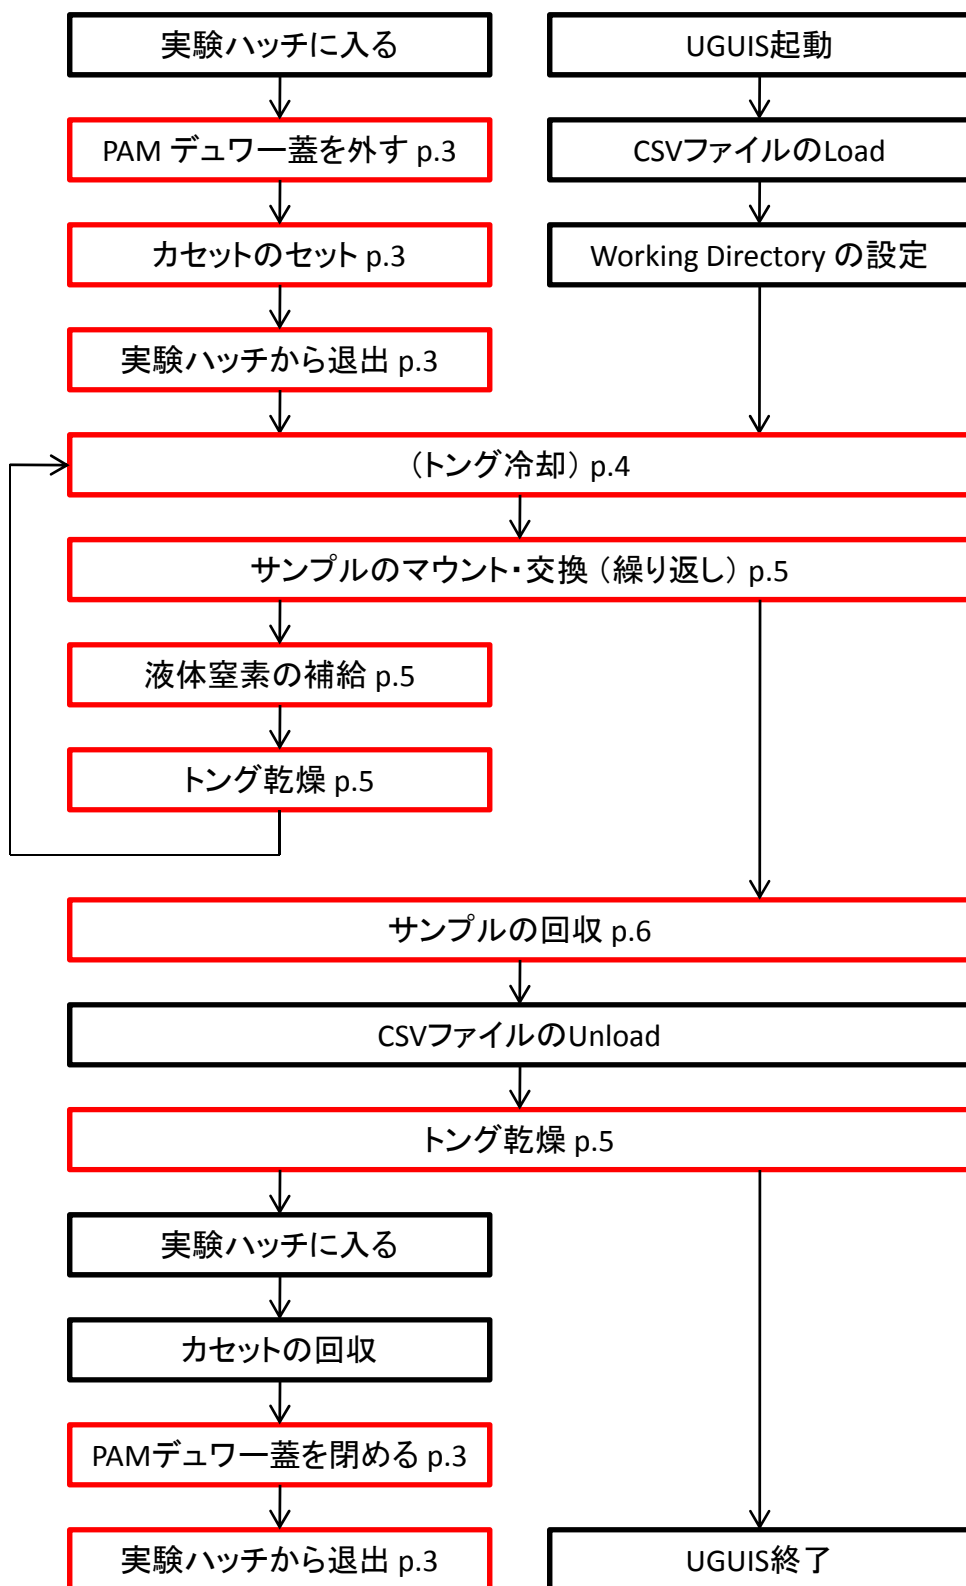 実験ハッチに入る
UGUIS起動
PAM デュワー蓋を外す p.3
CSVファイルのLoad
カセットのセット p.3
Working Directory の設定
実験ハッチから退出 p.3
(トング冷却) p.4
サンプルのマウント・交換 (繰り返し) p.5
液体窒素の補給 p.5
トング乾燥 p.5
サンプルの回収 p.6
CSVファイルのUnload
トング乾燥 p.5
実験ハッチに入る
カセットの回収
PAMデュワー蓋を閉める p.3
実験ハッチから退出 p.3
UGUIS終了